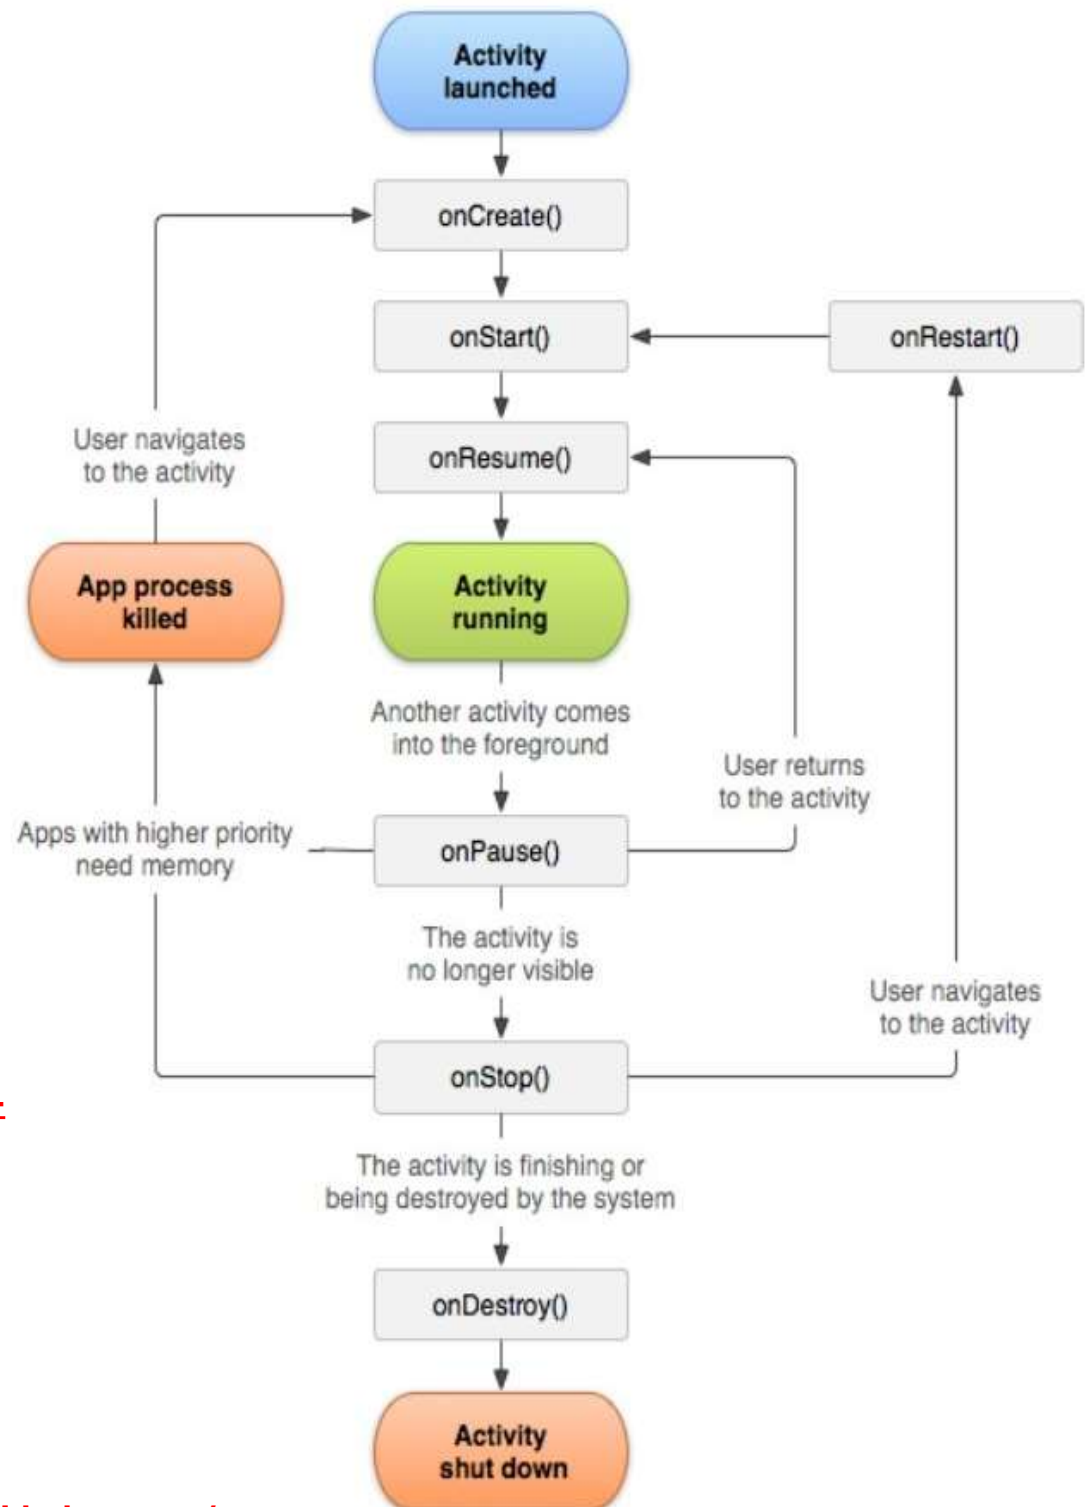 Activity
launched
onCreate()
onStart()
onRestart()
User navigates
to the activity
onResume()
App process
killed
Activity
running
Another activity comes
into the foreground
User returns
to the activity
Apps with higher priority
need memory
onPause()
The activity is
no longer visible
User navigates
to the activity
onStop()
The activity is finishing or
being destroyed by the system
onDestroy()
Activity
shut down